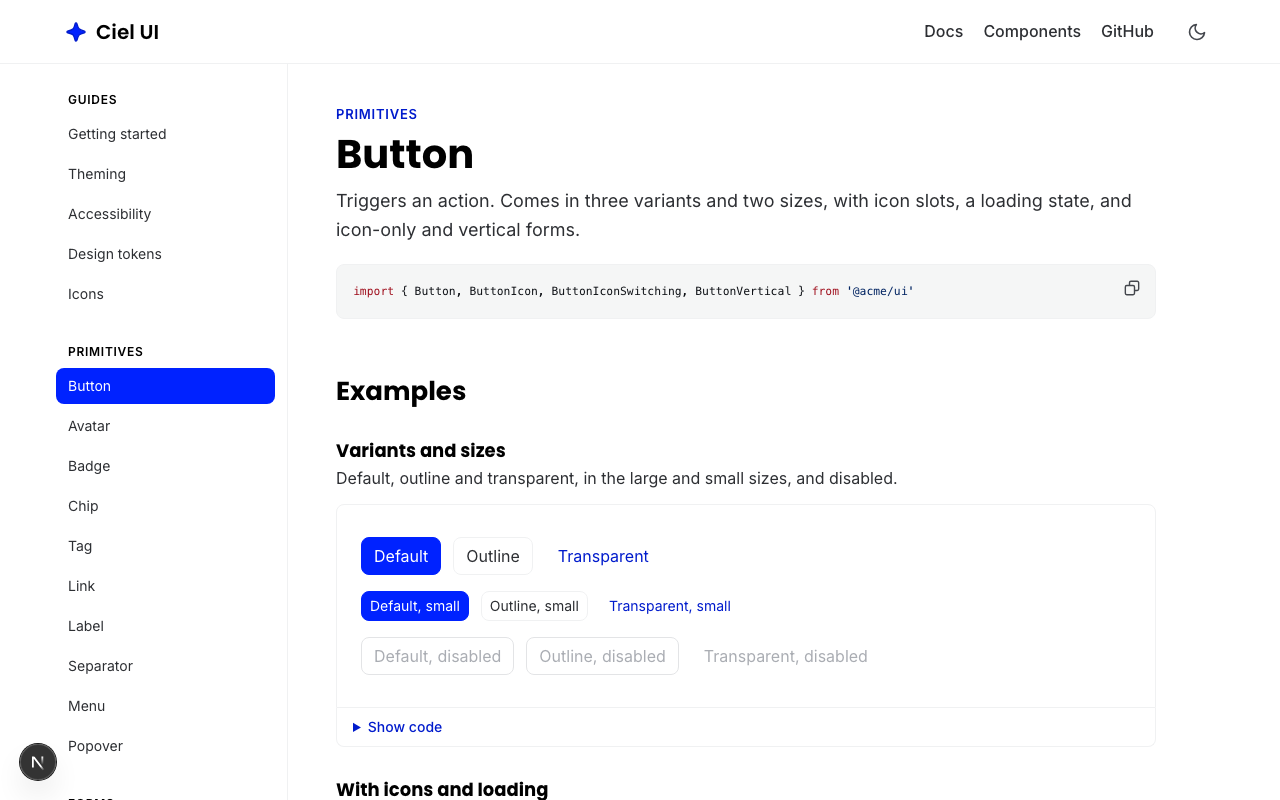 Ciel UI
Docs
Components
GitHub
GUIDES
Getting started
Theming
Accessibility
Design tokens
Icons
PRIMITIVES
Button
Avatar
Badge
Chip
Tag
Link
Label
Separator
Menu
Popover
N
PRIMITIVES
Button
Triggers an action. Comes in three variants and two sizes, with icon slots, a loading state, and
icon-only and vertical forms.
import { Button, ButtonIcon, ButtonIconSwitching, ButtonVertical } from '@acme/ui'
Examples
Variants and sizes
Default, outline and transparent, in the large and small sizes, and disabled.
Default
Outline
Transparent
Default, small
Outline, small
Transparent, small
Default, disabled
Outline, disabled
Transparent, disabled
Show code
With icons and loading